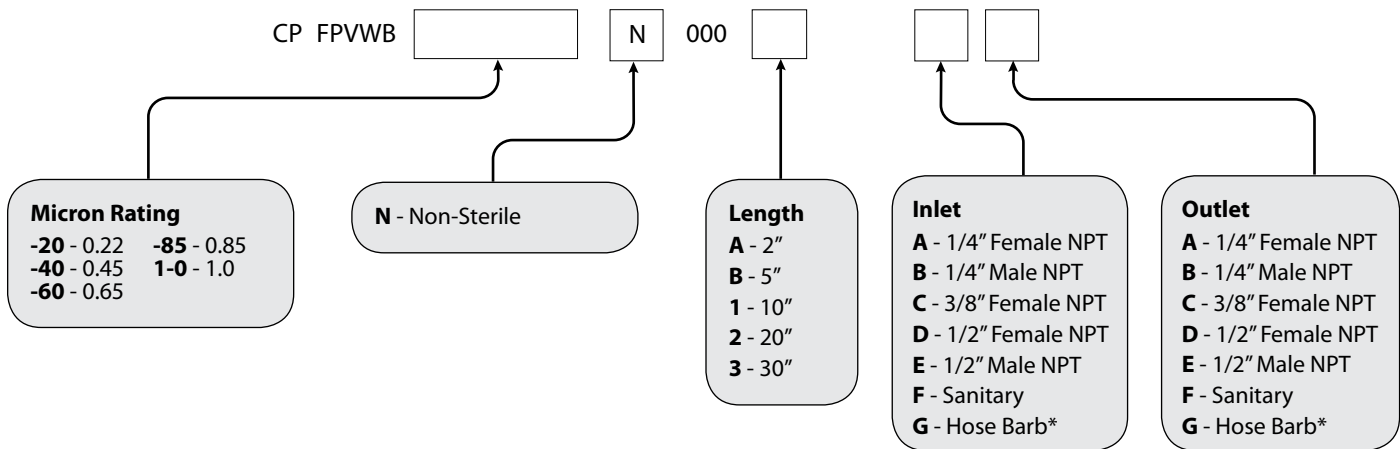 CP FPVWB N 000
Micron Rating
-20 - 0.22 -85 - 0.85
-40 - 0.45 1-0 - 1.0
-60 - 0.65
N - Non-Sterile
Length
A - 2"
B - 5"
1 - 10"
2 - 20"
3 - 30"
Inlet
A - 1/4" Female NPT
B - 1/4" Male NPT
C - 3/8" Female NPT
D - 1/2" Female NPT
E - 1/2" Male NPT
F - Sanitary
G - Hose Barb*
Outlet
A - 1/4" Female NPT
B - 1/4" Male NPT
C - 3/8" Female NPT
D - 1/2" Female NPT
E - 1/2" Male NPT
F - Sanitary
G - Hose Barb*